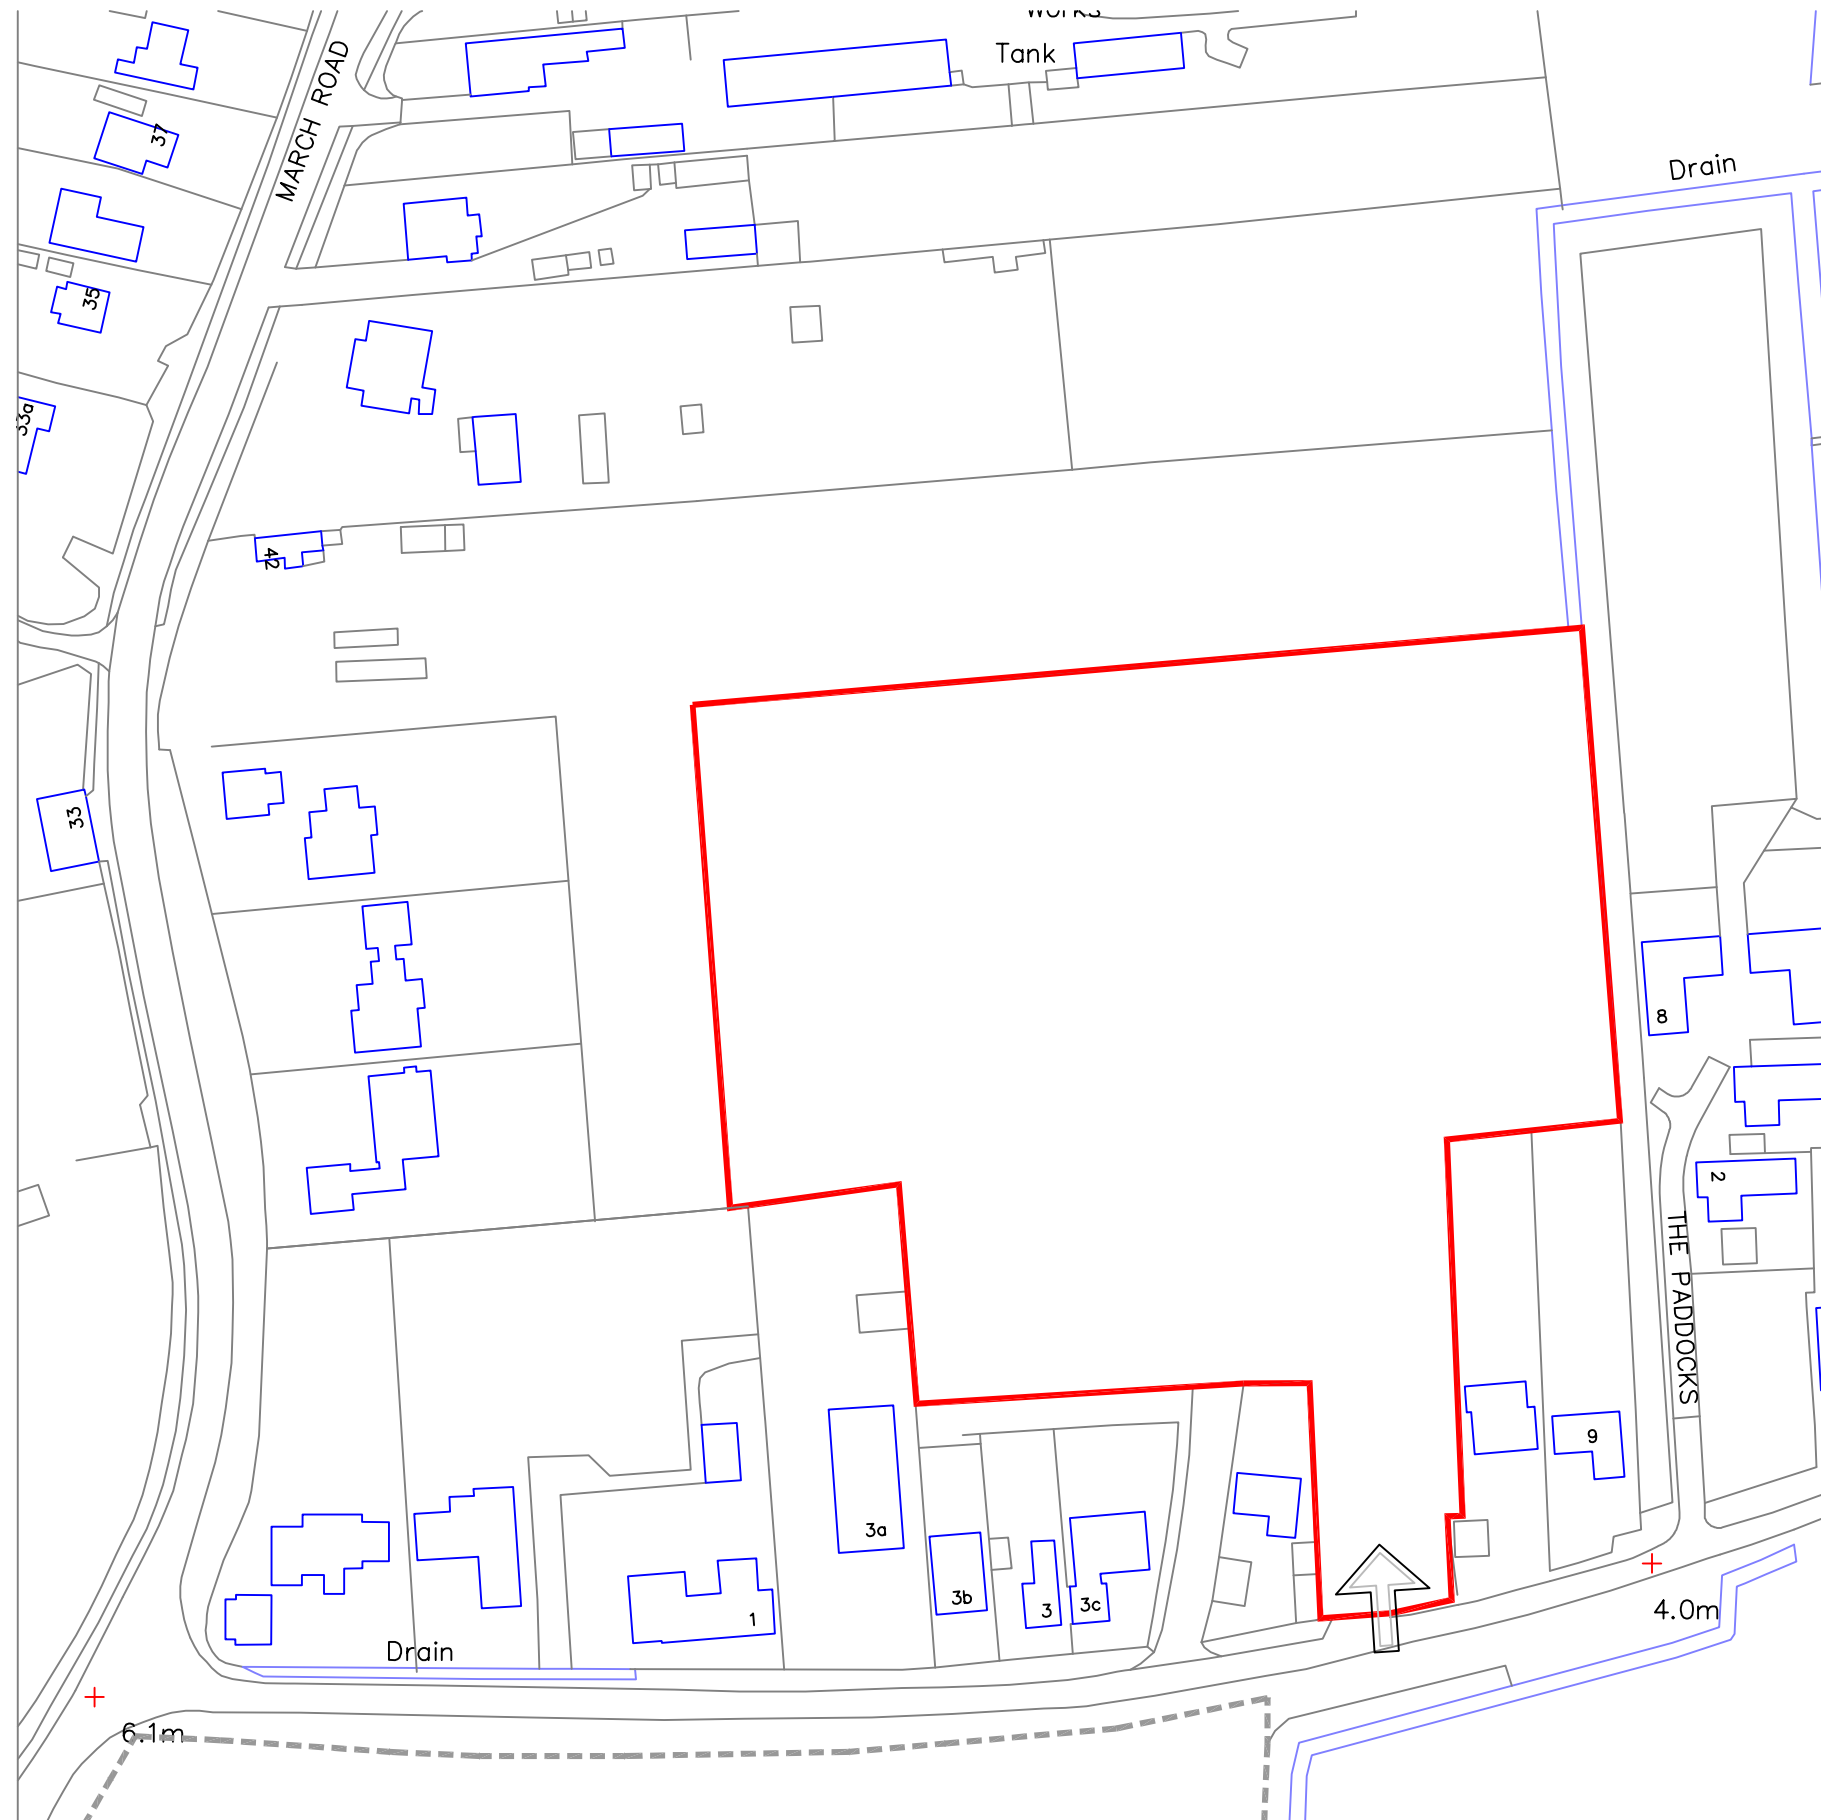 Works
Tank
MARCH ROAD
37
Drain
35
33a
42
33
8
2
THE PADDOCKS
9
3a
3b
3
3c
1
4.0m
Drain
6.1m